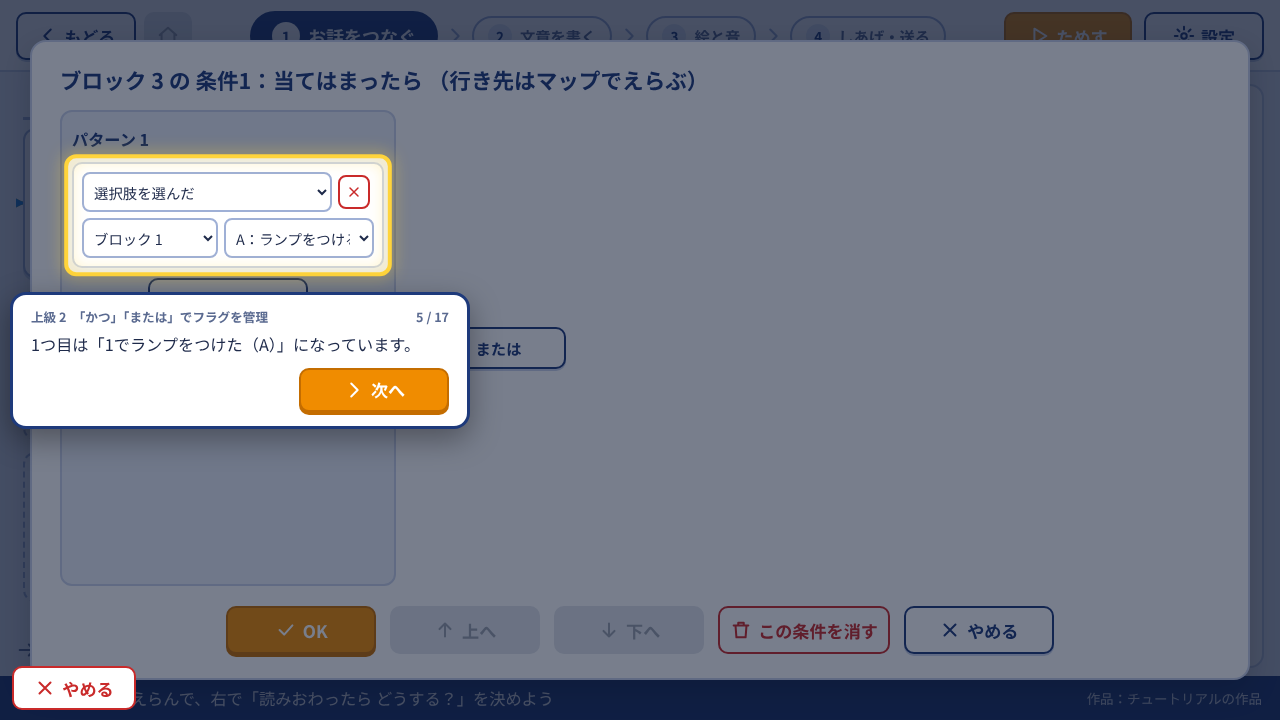 もどる
1 お話をつなぐ
2 文章を書く
3 絵と音
4 しあげ・送る
ためす
設定
ブロック 3 の 条件1：当てはまったら （行き先はマップでえらぶ）
パターン 1
選択肢を選んだ
ブロック 1
A：ランプをつけ
上級 2 「かつ」「または」でフラグを管理
5 / 17
1つ目は「1でランプをつけた（A）」になっています。
次へ
または
OK
上へ
下へ
この条件を消す
やめる
やめる
えらんで、右で「読みおわったら どうする？」を決めよう
作品：チュートリアルの作品